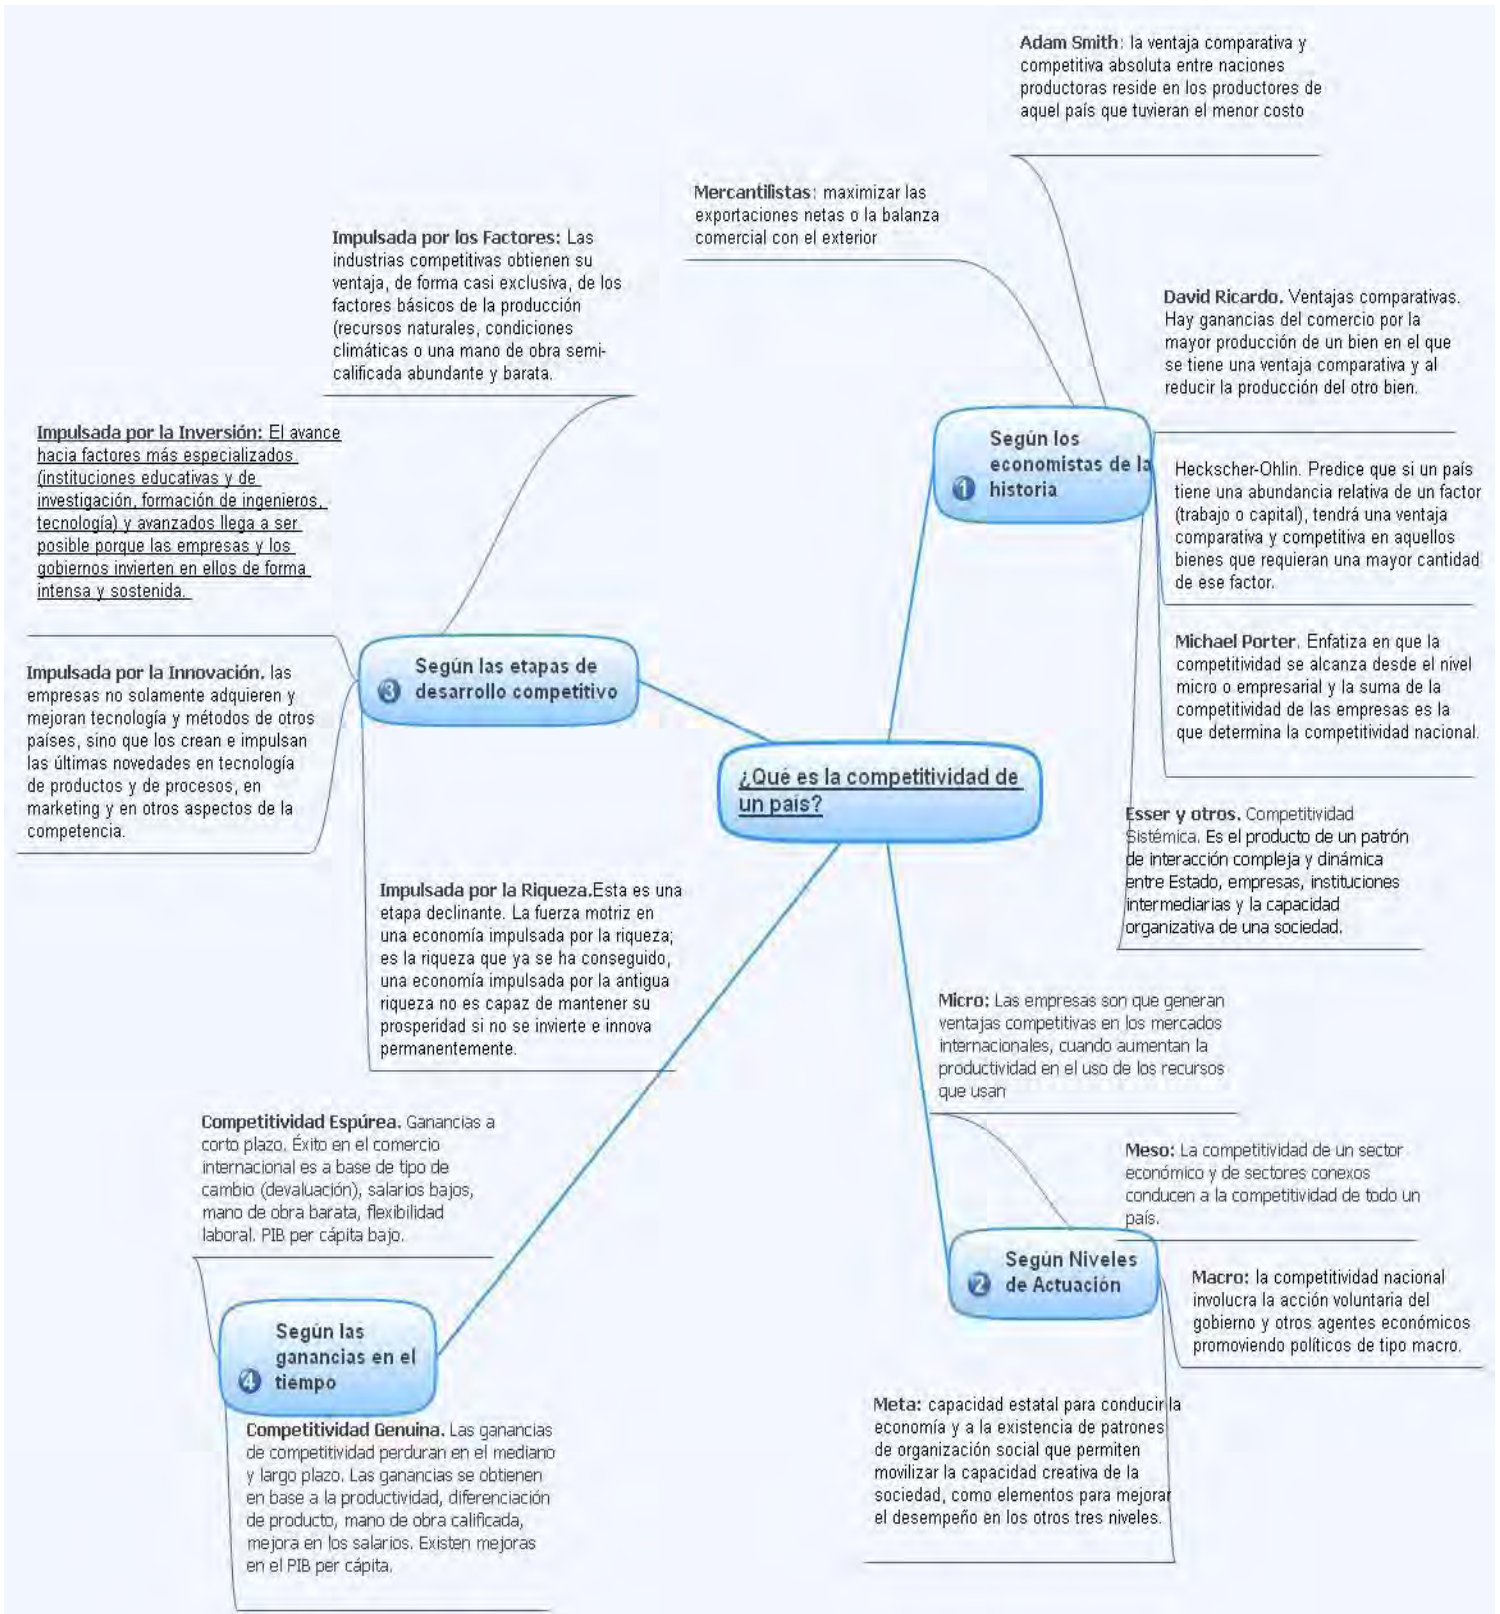 ¿Qué es la competitividad de
un país?
Según los
economistas de la
1 historia
Mercantilistas: maximizar las
exportaciones netas o la balanza
comercial con el exterior
Adam Smith: la ventaja comparativa y
competitiva absoluta entre naciones
productoras reside en los productores de
aquel país que tuvieran el menor costo
David Ricardo. Ventajas comparativas.
Hay ganancias del comercio por la
mayor producción de un bien en el que
se tiene una ventaja comparativa y al
reducir la producción del otro bien.
Heckscher-Ohlin. Predice que si un país
tiene una abundancia relativa de un factor
(trabajo o capital), tendrá una ventaja
comparativa y competitiva en aquellos
bienes que requieran una mayor cantidad
de ese factor.
Michael Porter. Enfatiza en que la
competitividad se alcanza desde el nivel
micro o empresarial y la suma de la
competitividad de las empresas es la
que determina la competitividad nacional.
Esser y otros. Competitividad
Sistémica. Es el producto de un patrón
de interacción compleja y dinámica
entre Estado, empresas, instituciones
intermediarias y la capacidad
organizativa de una sociedad.
Según Niveles
2 de Actuación
Micro: Las empresas son que generan
ventajas competitivas en los mercados
internacionales, cuando aumentan la
productividad en el uso de los recursos
que usan
Meso: La competitividad de un sector
económico y de sectores conexos
conducen a la competitividad de todo un
país.
Macro: la competitividad nacional
involucra la acción voluntaria del
gobierno y otros agentes económicos
promoviendo políticos de tipo macro.
Meta: capacidad estatal para conducir la
economía y a la existencia de patrones
de organización social que permiten
movilizar la capacidad creativa de la
sociedad, como elementos para mejorar
el desempeño en los otros tres niveles.
Según las etapas de
3 desarrollo competitivo
Impulsada por los Factores: Las
industrias competitivas obtienen su
ventaja, de forma casi exclusiva, de los
factores básicos de la producción
(recursos naturales, condiciones
climáticas o una mano de obra semi-
calificada abundante y barata.
Impulsada por la Inversión: El avance
hacia factores más especializados
(instituciones educativas y de
investigación, formación de ingenieros,
tecnología) y avanzados llega a ser
posible porque las empresas y los
gobiernos invierten en ellos de forma
intensa y sostenida.
Impulsada por la Innovación. las
empresas no solamente adquieren y
mejoran tecnología y métodos de otros
países, sino que los crean e impulsan
las últimas novedades en tecnología
de productos y de procesos, en
marketing y en otros aspectos de la
competencia.
Impulsada por la Riqueza.Esta es una
etapa declinante. La fuerza motriz en
una economía impulsada por la riqueza;
es la riqueza que ya se ha conseguido,
una economía impulsada por la antigua
riqueza no es capaz de mantener su
prosperidad si no se invierte e innova
permanentemente.
Según las
ganancias en el
4 tiempo
Competitividad Espúrea. Ganancias a
corto plazo. Éxito en el comercio
internacional es a base de tipo de
cambio (devaluación), salarios bajos,
mano de obra barata, flexibilidad
laboral. PIB per cápita bajo.
Competitividad Genuina. Las ganancias
de competitividad perduran en el mediano
y largo plazo. Las ganancias se obtienen
en base a la productividad, diferenciación
de producto, mano de obra calificada,
mejora en los salarios. Existen mejoras
en el PIB per cápita.